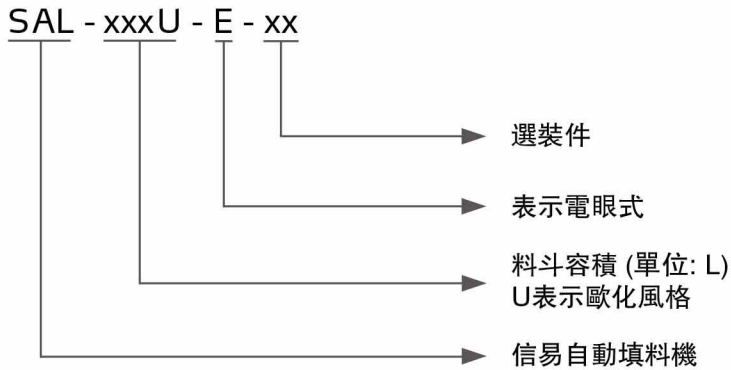 SAL - xxxU - E - xx
選裝件
表示電眼式
料斗容積 (單位: L)
U表示歐化風格
信易自動填料機